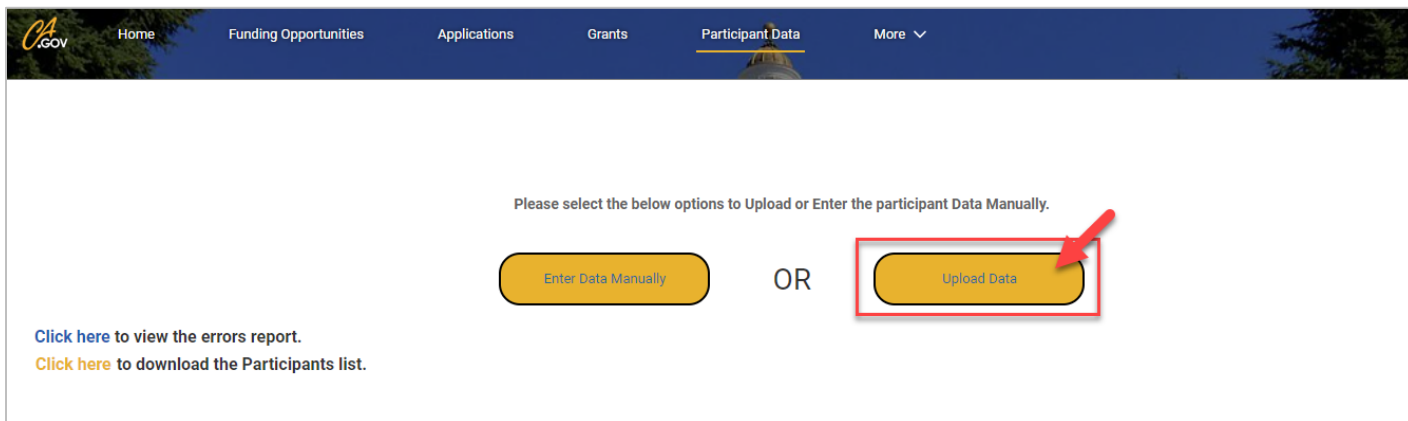 CA.GOV Home Funding Opportunities Applications Grants Participant Data More
Please select the below options to Upload or Enter the participant Data Manually.
Enter Data Manually OR Upload Data
Click here to view the errors report.
Click here to download the Participants list.